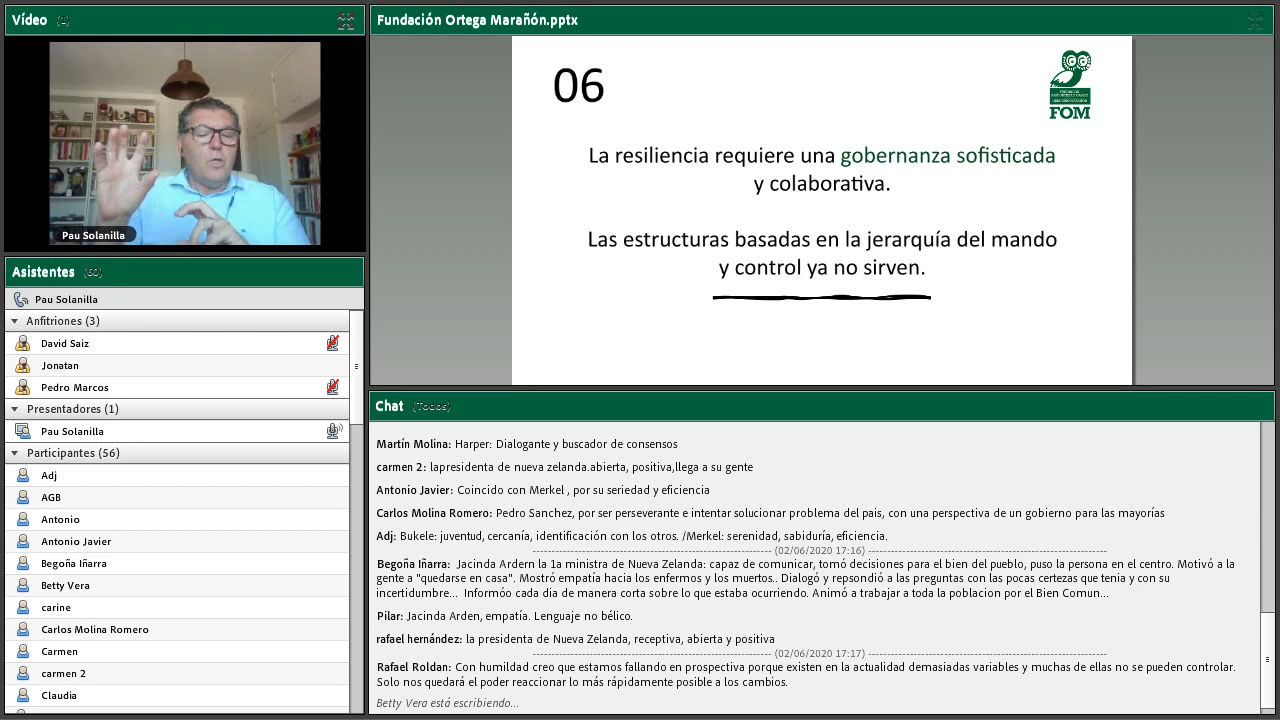 Vídeo (1)
Pau Solanilla
Asistentes (60)
Pau Solanilla
Anfitriones (3)
David Saiz
Jonatan
Pedro Marcos
Presentadores (1)
Pau Solanilla
Participantes (56)
Adj
AGB
Antonio
Antonio Javier
Begoña Iñarra
Betty Vera
carine
Carlos Molina Romero
Carmen
carmen 2
Claudia
Fundación Ortega Marañón.pptx
06
FOM
La resiliencia requiere una gobernanza sofisticada
y colaborativa.
Las estructuras basadas en la jerarquía del mando
y control ya no sirven.
Chat (Todos)
Martín Molina: Harper: Dialogante y buscador de consensos
carmen 2: lapresidenta de nueva zelanda.abierta, positiva,llega a su gente
Antonio Javier: Coincido con Merkel , por su seriedad y eficiencia
Carlos Molina Romero: Pedro Sanchez, por ser perseverante e intentar solucionar problema del pais, con una perspectiva de un gobierno para las mayorías
Adj: Bukele: juventud, cercanía, identificación con los otros. /Merkel: serenidad, sabiduría, eficiencia.
(02/06/2020 17:16)
Begoña Iñarra: Jacinda Ardern la 1a ministra de Nueva Zelanda: capaz de comunicar, tomó decisiones para el bien del pueblo, puso la persona en el centro. Motivó a la
gente a "quedarse en casa". Mostró empatía hacia los enfermos y los muertos.. Dialogó y repsondió a las preguntas con las pocas certezas que tenia y con su
incertidumbre... Informóo cada dia de manera corta sobre lo que estaba ocurriendo. Animó a trabajar a toda la poblacion por el Bien Comun...
Pilar: Jacinda Arden, empatía. Lenguaje no bélico.
rafael hernández: la presidenta de Nueva Zelanda, receptiva, abierta y positiva
(02/06/2020 17:17)
Rafael Roldan: Con humildad creo que estamos fallando en prospectiva porque existen en la actualidad demasiadas variables y muchas de ellas no se pueden controlar.
Solo nos quedará el poder reaccionar lo más rápidamente posible a los cambios.
Betty Vera está escribiendo...